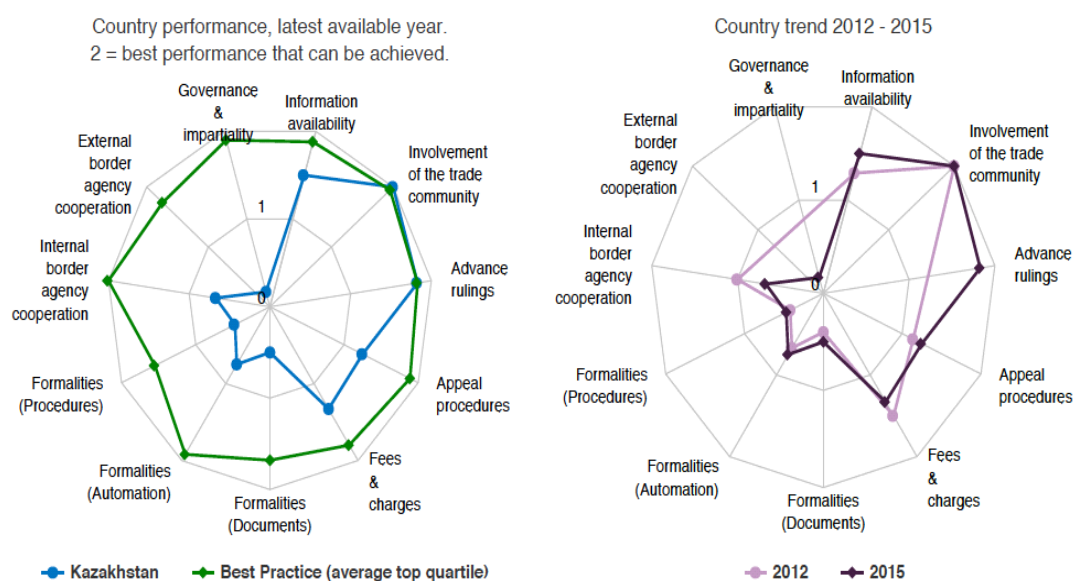 Country performance, latest available year.
2 = best performance that can be achieved.
Governance
&
impartiality
Information
availability
Involvement
of the trade
community
Advance
rulings
Appeal
procedures
Fees
&
charges
Formalities
(Documents)
Formalities
(Automation)
Formalities
(Procedures)
Internal
border
agency
cooperation
External
border
agency
cooperation
1
0
Kazakhstan
Best Practice (average top quartile)
Country trend 2012 - 2015
Governance
&
impartiality
Information
availability
Involvement
of the trade
community
Advance
rulings
Appeal
procedures
Fees
&
charges
Formalities
(Documents)
Formalities
(Automation)
Formalities
(Procedures)
Internal
border
agency
cooperation
External
border
agency
cooperation
1
0
2012
2015